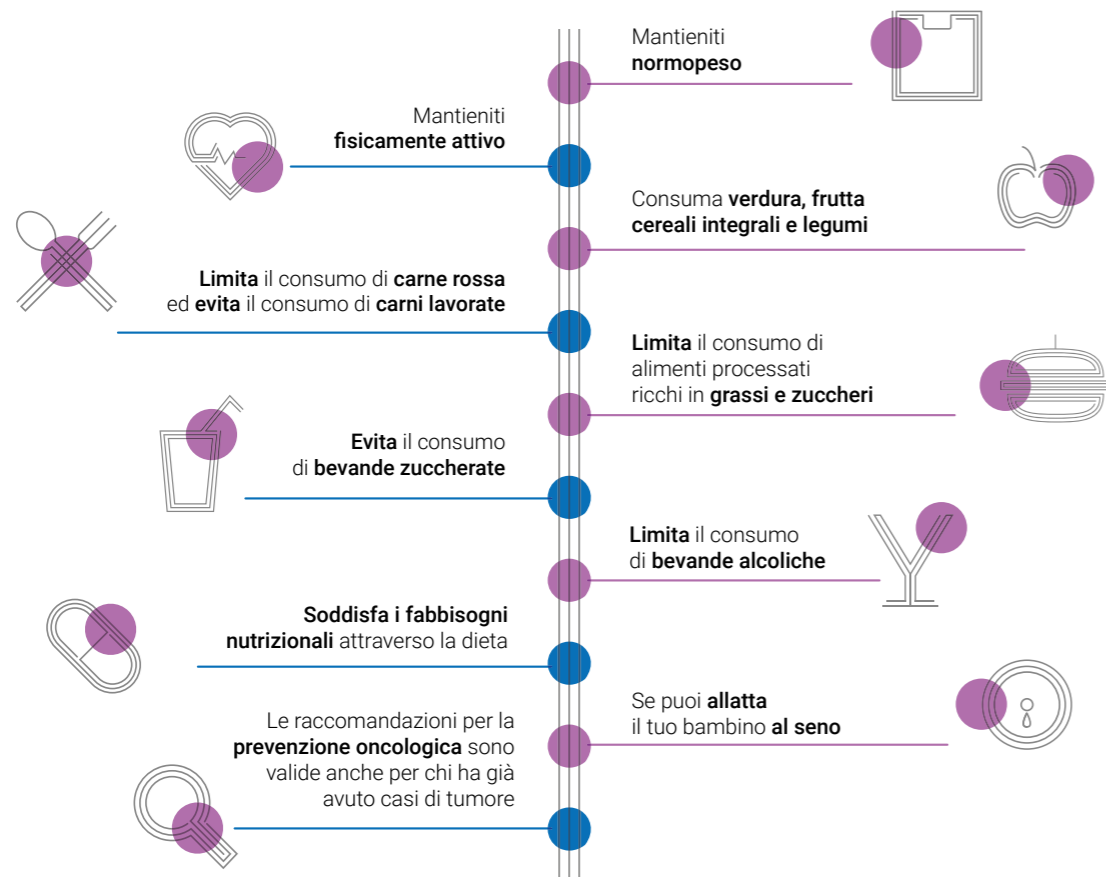 Mantieniti
normopeso
Mantieniti
fisicamente attivo
Consuma verdura, frutta
cereali integrali e legumi
Limita il consumo di carne rossa
ed evita il consumo di carni lavorate
Limita il consumo di
alimenti processati
ricchi in grassi e zuccheri
Evita il consumo
di bevande zuccherate
Limita il consumo
di bevande alcoliche
Soddisfa i fabbisogni
nutrizionali attraverso la dieta
Se puoi allatta
il tuo bambino al seno
Le raccomandazioni per la
prevenzione oncologica sono
valide anche per chi ha già
avuto casi di tumore